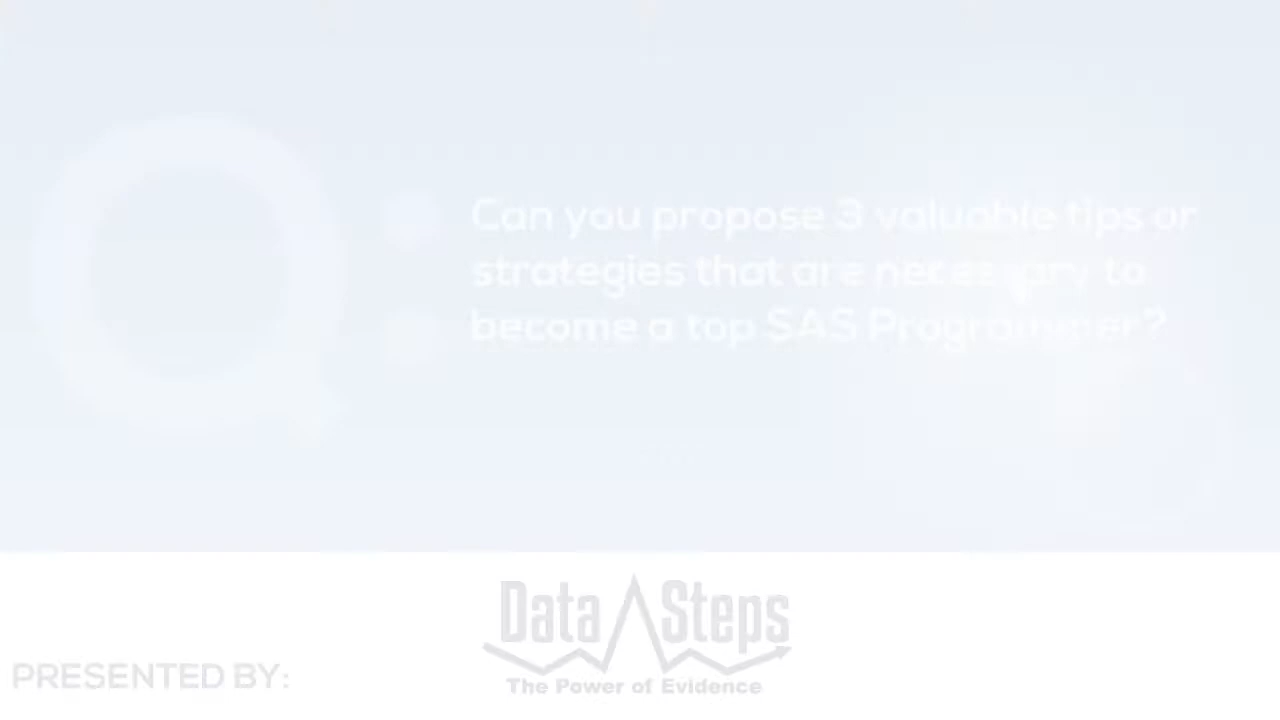 Q:
Can you propose 3 valuable tips or
strategies that are necessary to
become a top SAS Programmer?
Data Steps
The Power of Evidence
PRESENTED BY: